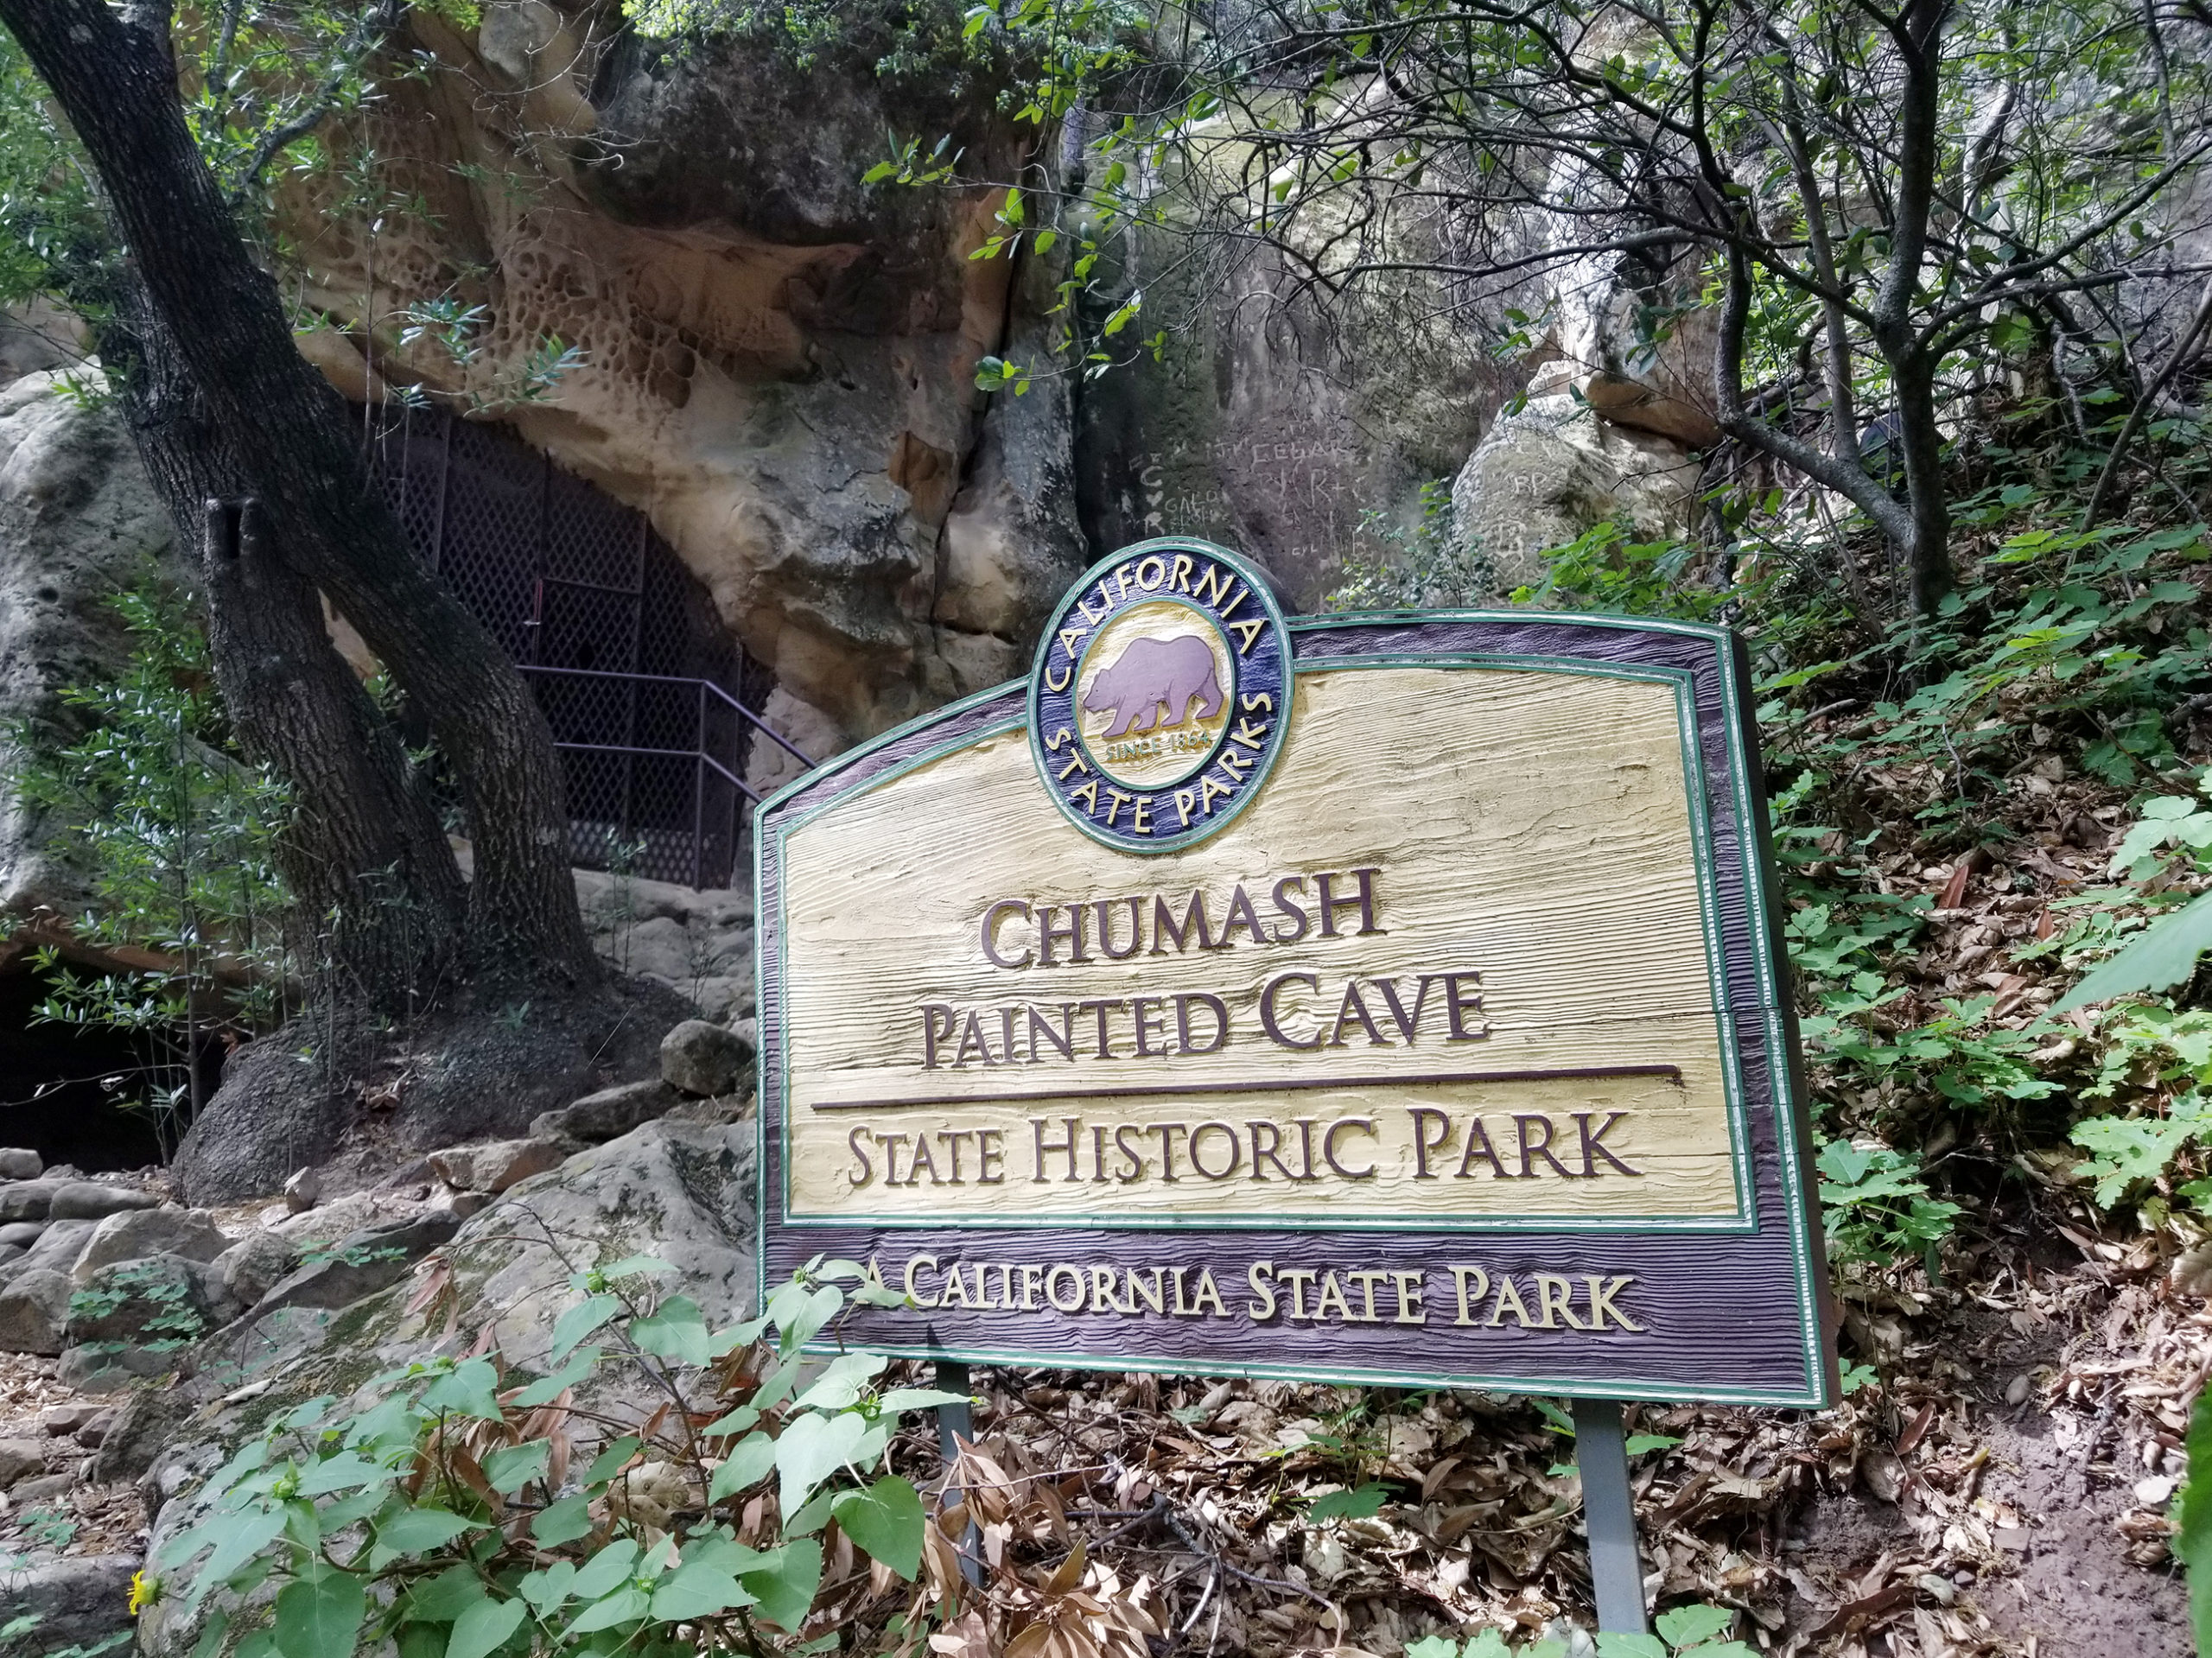 CALIFORNIA
SINCE 1864
STATE PARKS
CHUMASH
PAINTED CAVE
STATE HISTORIC PARK
A CALIFORNIA STATE PARK